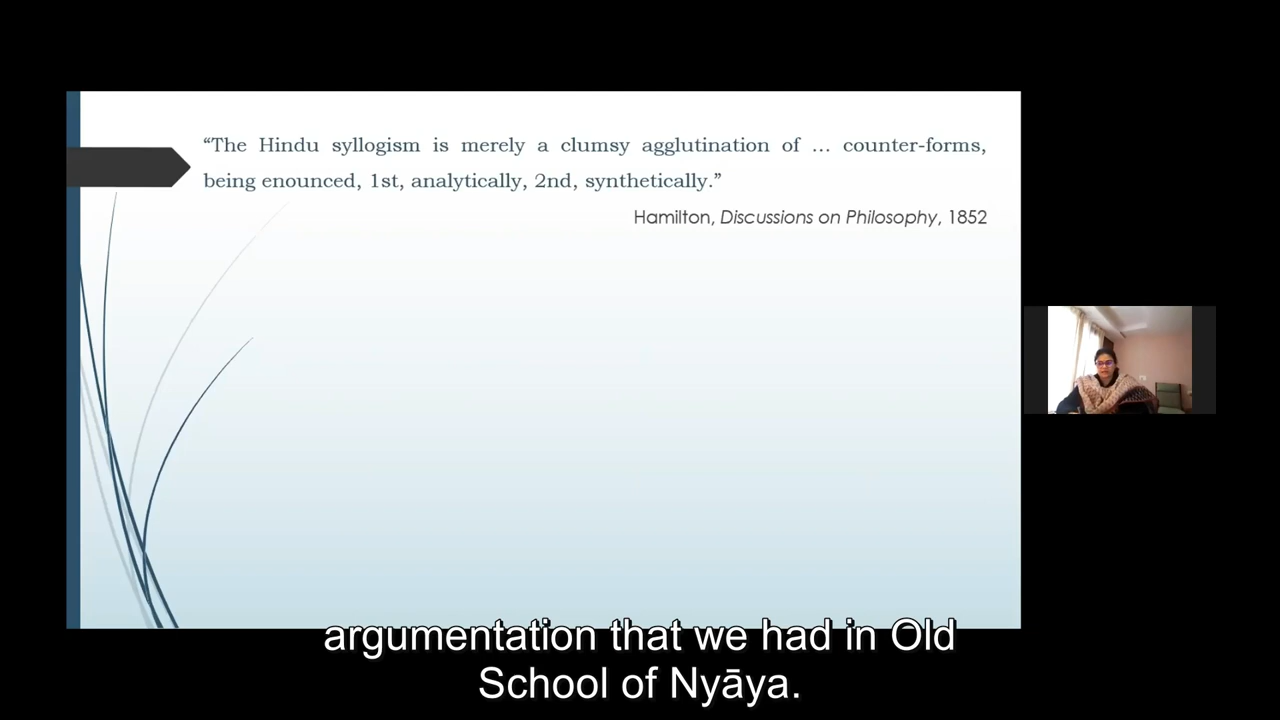 “The Hindu syllogism is merely a clumsy agglutination of … counter-forms,
being enounced, 1st, analytically, 2nd, synthetically.”
Hamilton, Discussions on Philosophy, 1852
argumentation that we had in Old
School of Nyāya.